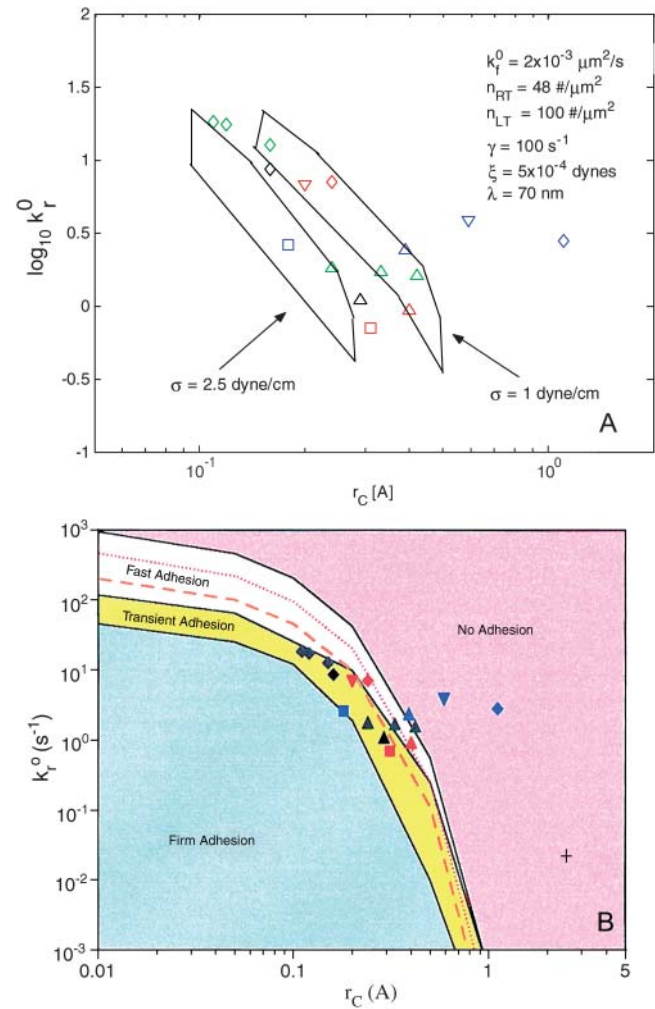 2
1.5
1
0.5
0
-0.5
-1
log₁₀ k⁰ᵣ
k⁰f = 2x10⁻³ μm²/s
nRT = 48 #/μm²
nLT = 100 #/μm²
γ = 100 s⁻¹
ξ = 5x10⁻⁴ dynes
λ = 70 nm
σ = 2.5 dyne/cm
σ = 1 dyne/cm
A
10⁻¹
10⁰
rC [A]
10³
10²
10¹
10⁰
10⁻¹
10⁻²
10⁻³
kᵣᵒ (s⁻¹)
Fast Adhesion
Transient Adhesion
No Adhesion
Firm Adhesion
B
0.01
0.1
1
5
rC (A)